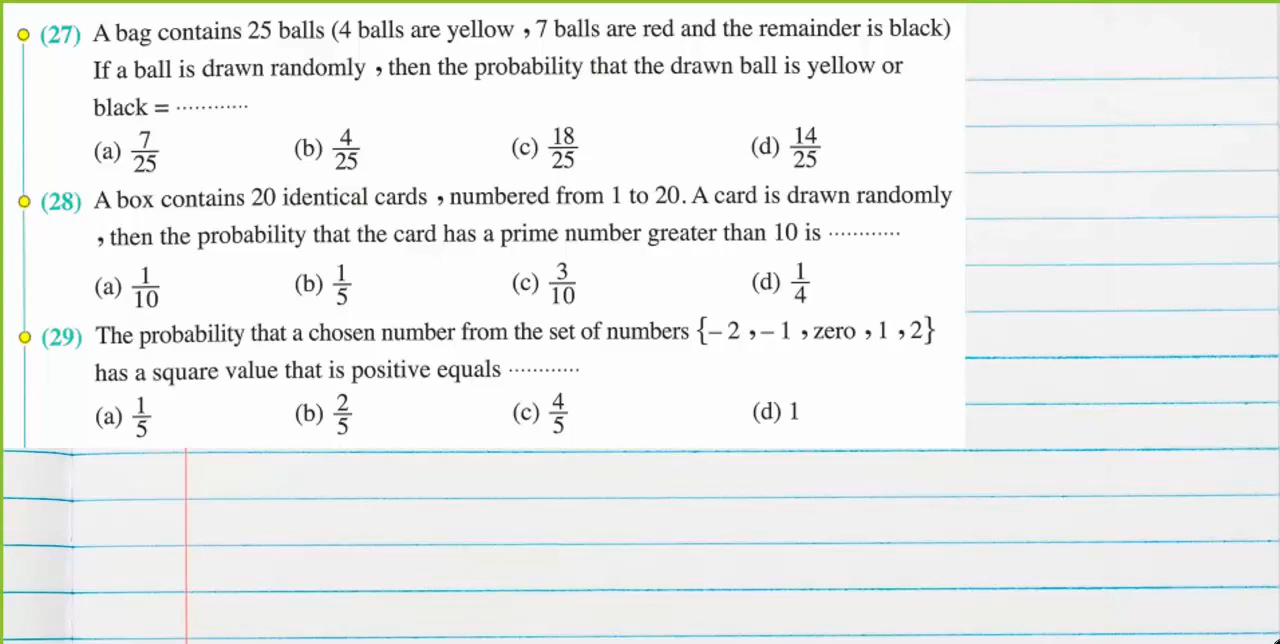 (27) A bag contains 25 balls (4 balls are yellow , 7 balls are red and the remainder is black)
If a ball is drawn randomly , then the probability that the drawn ball is yellow or
black = ............
(a) 7/25 (b) 4/25 (c) 18/25 (d) 14/25
(28) A box contains 20 identical cards , numbered from 1 to 20. A card is drawn randomly
, then the probability that the card has a prime number greater than 10 is ............
(a) 1/10 (b) 1/5 (c) 3/10 (d) 1/4
(29) The probability that a chosen number from the set of numbers {– 2 , – 1 , zero , 1 , 2}
has a square value that is positive equals ............
(a) 1/5 (b) 2/5 (c) 4/5 (d) 1